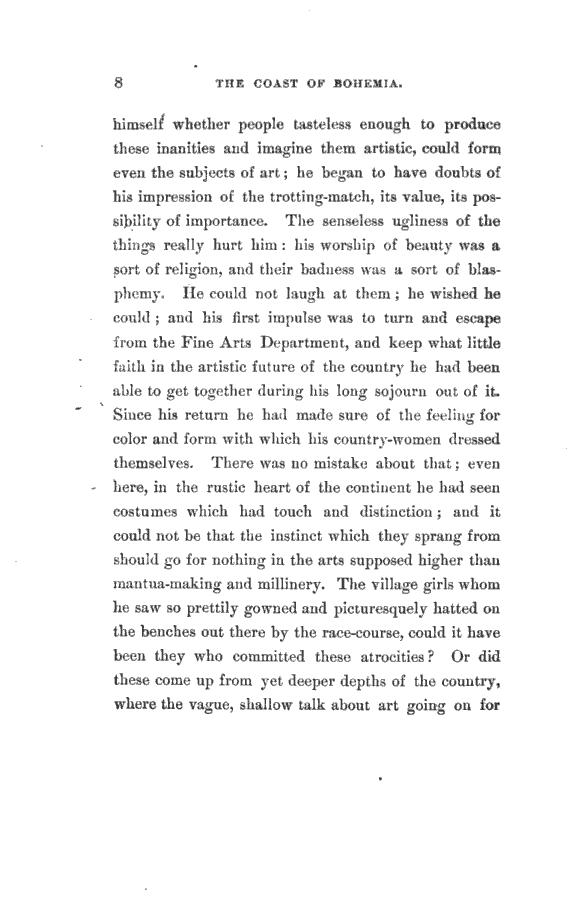 8 THE COAST OF BOHEMIA.
himself whether people tasteless enough to produce
these inanities and imagine them artistic, could form
even the subjects of art; he began to have doubts of
his impression of the trotting-match, its value, its pos-
sibility of importance. The senseless ugliness of the
things really hurt him: his worship of beauty was a
sort of religion, and their badness was a sort of blas-
phemy. He could not laugh at them; he wished he
could; and his first impulse was to turn and escape
from the Fine Arts Department, and keep what little
faith in the artistic future of the country he had been
able to get together during his long sojourn out of it.
Since his return he had made sure of the feeling for
color and form with which his country-women dressed
themselves. There was no mistake about that; even
here, in the rustic heart of the continent he had seen
costumes which had touch and distinction; and it
could not be that the instinct which they sprang from
should go for nothing in the arts supposed higher than
mantua-making and millinery. The village girls whom
he saw so prettily gowned and picturesquely hatted on
the benches out there by the race-course, could it have
been they who committed these atrocities? Or did
these come up from yet deeper depths of the country,
where the vague, shallow talk about art going on for